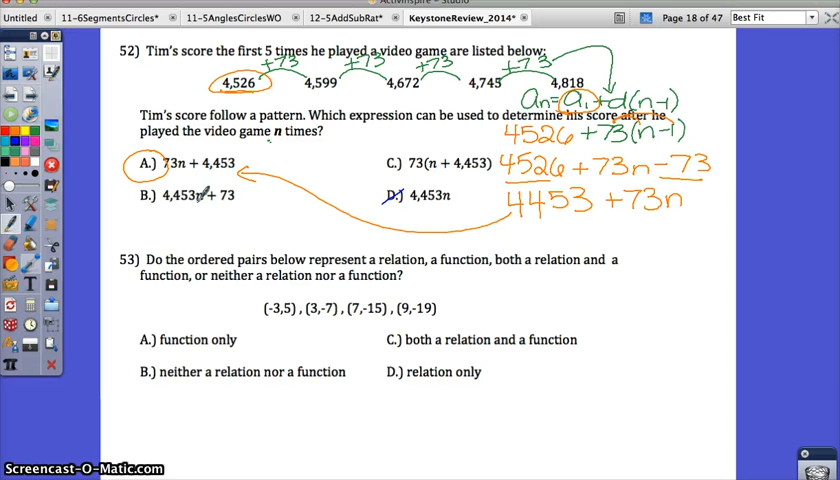 ActivInspire
Untitled
11-6SegmentsCircles*
11-5AnglesCirclesWO
12-5AddSubRat*
KeystoneReview_2014*
Page 18 of 47
Best Fit
52) Tim's score the first 5 times he played a video game are listed below:
+73 +73 +73 +73
4,526 4,599 4,672 4,745 4,818
an = a1 + d(n-1)
Tim's score follow a pattern. Which expression can be used to determine his score after he
played the video game n times?
4526 + 73(n-1)
A.) 73n + 4,453
C.) 73(n + 4,453)
4526 + 73n - 73
B.) 4,453n + 73
D.) 4,453n
4453 + 73n
53) Do the ordered pairs below represent a relation, a function, both a relation and a
function, or neither a relation nor a function?
(-3,5) , (3,-7) , (7,-15) , (9,-19)
A.) function only
C.) both a relation and a function
B.) neither a relation nor a function
D.) relation only
Screencast-O-Matic.com